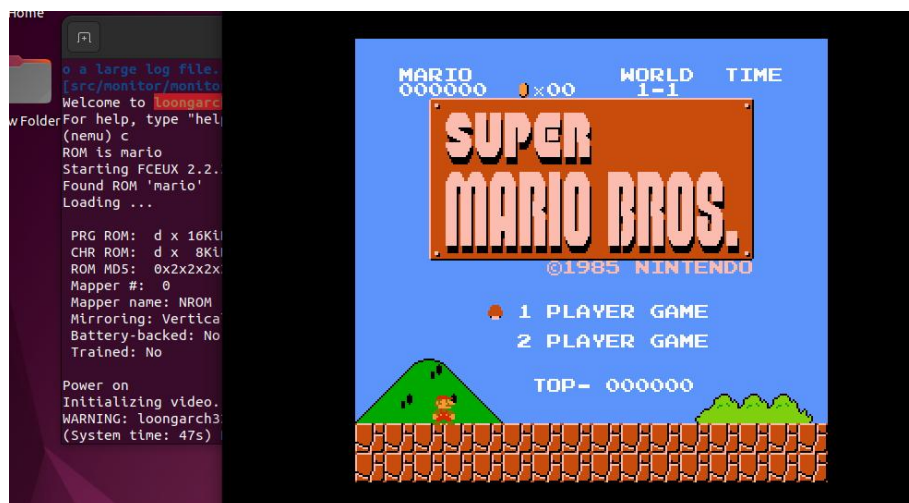 Home
w Folder
o a large log file.
[src/monitor/monito
Welcome to loongarc
For help, type "hel
(nemu) c
ROM is mario
Starting FCEUX 2.2.
Found ROM 'mario'
Loading ...
PRG ROM: d x 16Ki
CHR ROM: d x 8Ki
ROM MD5: 0x2x2x2x
Mapper #: 0
Mapper name: NROM
Mirroring: Vertica
Battery-backed: No
Trained: No
Power on
Initializing video.
WARNING: loongarch3
(System time: 47s)
MARIO WORLD TIME
000000 ×00 1-1
SUPER
MARIO BROS.
©1985 NINTENDO
1 PLAYER GAME
2 PLAYER GAME
TOP- 000000